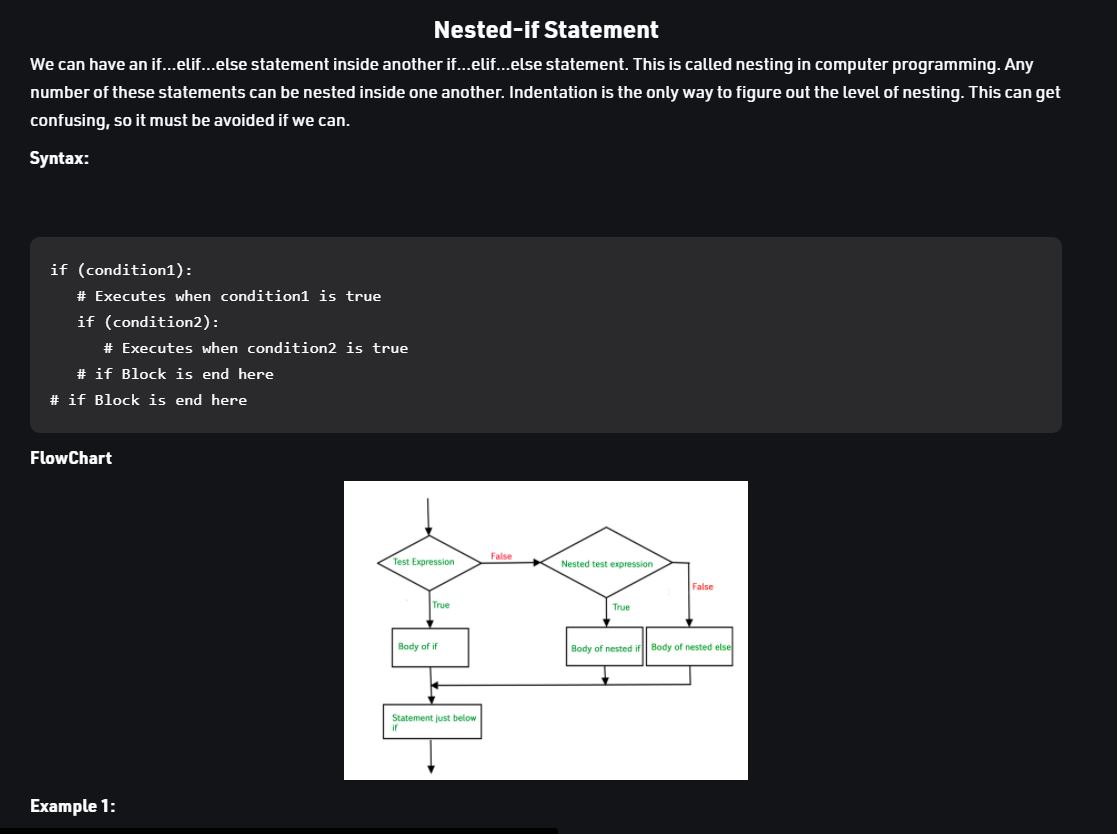 Nested-if Statement
We can have an if...elif...else statement inside another if...elif...else statement. This is called nesting in computer programming. Any
number of these statements can be nested inside one another. Indentation is the only way to figure out the level of nesting. This can get
confusing, so it must be avoided if we can.
Syntax:
if (condition1):
   # Executes when condition1 is true
   if (condition2):
      # Executes when condition2 is true
   # if Block is end here
# if Block is end here
FlowChart
Test Expression
False
Nested test expression
False
True
True
Body of if
Body of nested if
Body of nested else
Statement just below
if
Example 1: